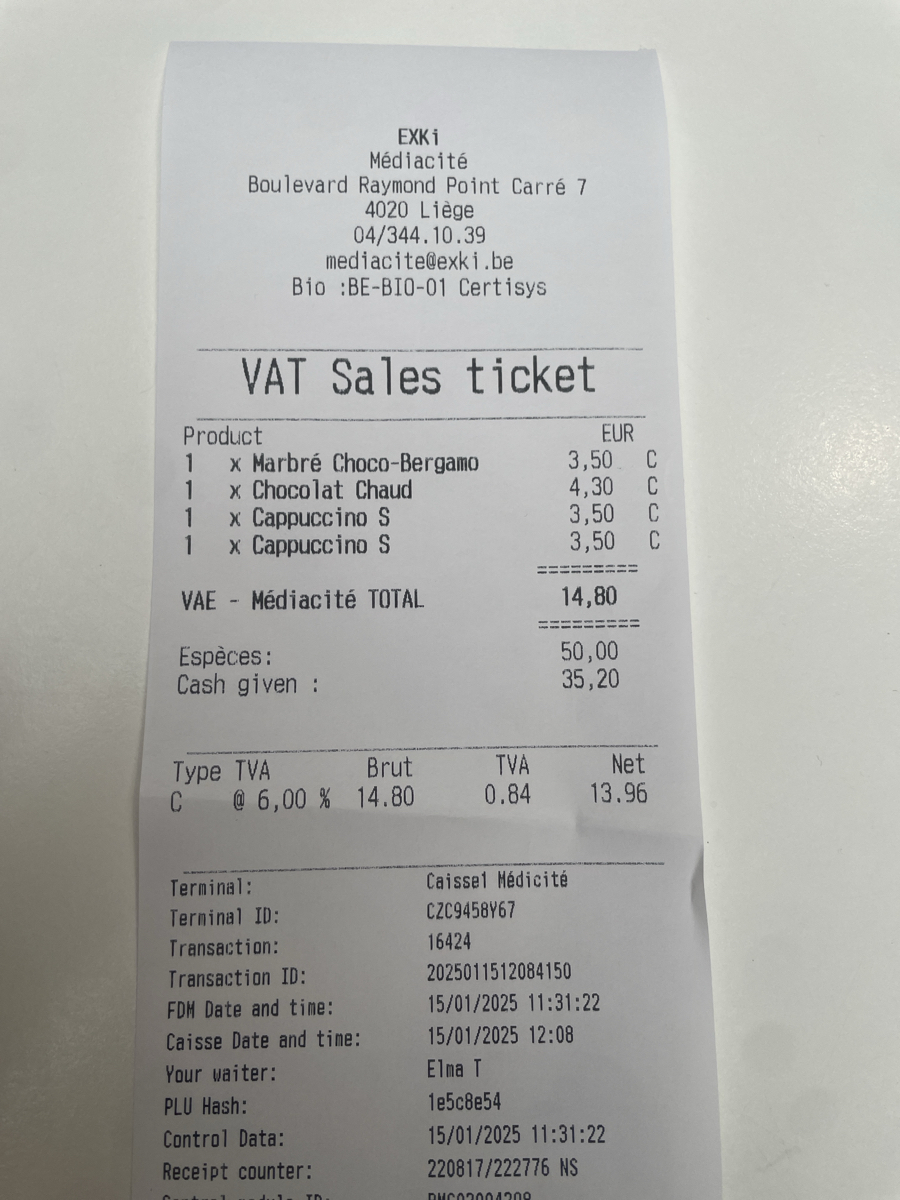 EXKi
Médiacité
Boulevard Raymond Point Carré 7
4020 Liège
04/344.10.39
mediacite@exki.be
Bio :BE-BIO-01 Certisys
VAT Sales ticket
Product EUR
1 x Marbré Choco-Bergamo 3,50 C
1 x Chocolat Chaud 4,30 C
1 x Cappuccino S 3,50 C
1 x Cappuccino S 3,50 C
=========
VAE - Médiacité TOTAL 14,80
=========
Espèces: 50,00
Cash given : 35,20
Type TVA Brut TVA Net
C @ 6,00 % 14.80 0.84 13.96
Terminal: Caisse1 Médicité
Terminal ID: CZC9458Y67
Transaction: 16424
Transaction ID: 2025011512084150
FDM Date and time: 15/01/2025 11:31:22
Caisse Date and time: 15/01/2025 12:08
Your waiter: Elma T
PLU Hash: 1e5c8e54
Control Data: 15/01/2025 11:31:22
Receipt counter: 220817/222776 NS